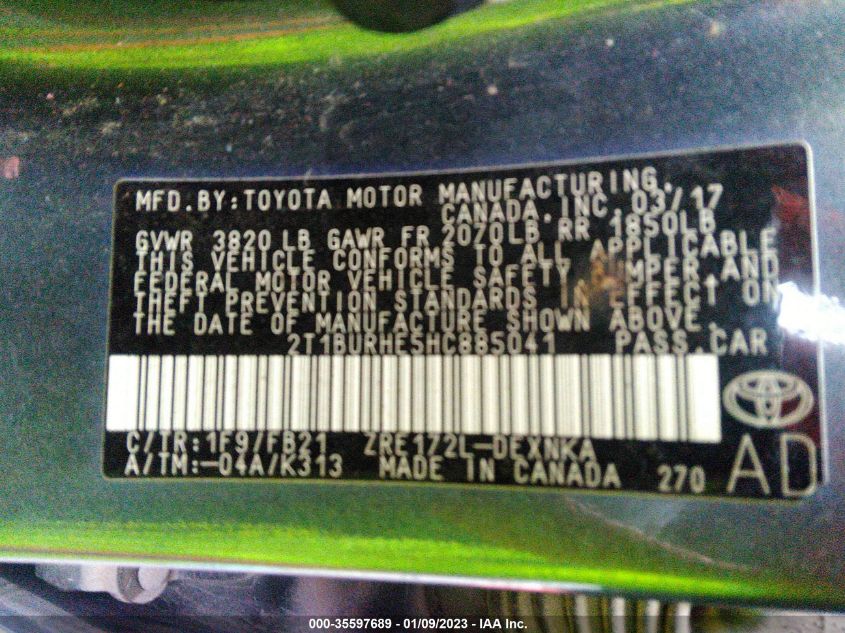 MFD.BY:TOYOTA MOTOR MANUFACTURING,
CANADA,INC. 03/17
GVWR 3820 LB GAWR FR 2070LB RR 1850LB
THIS VEHICLE CONFORMS TO ALL APPLICABLE
FEDERAL MOTOR VEHICLE SAFETY, BUMPER, AND
THEFT PREVENTION STANDARDS IN EFFECT ON
THE DATE OF MANUFACTURE SHOWN ABOVE.
2T1BURHE5HC885041 PASS.CAR
C/TR:1F9/FB21 ZRE172L-DEXNKA
A/TM:-04A/K313 MADE IN CANADA 270
AD
000-35597689 - 01/09/2023 - IAA Inc.